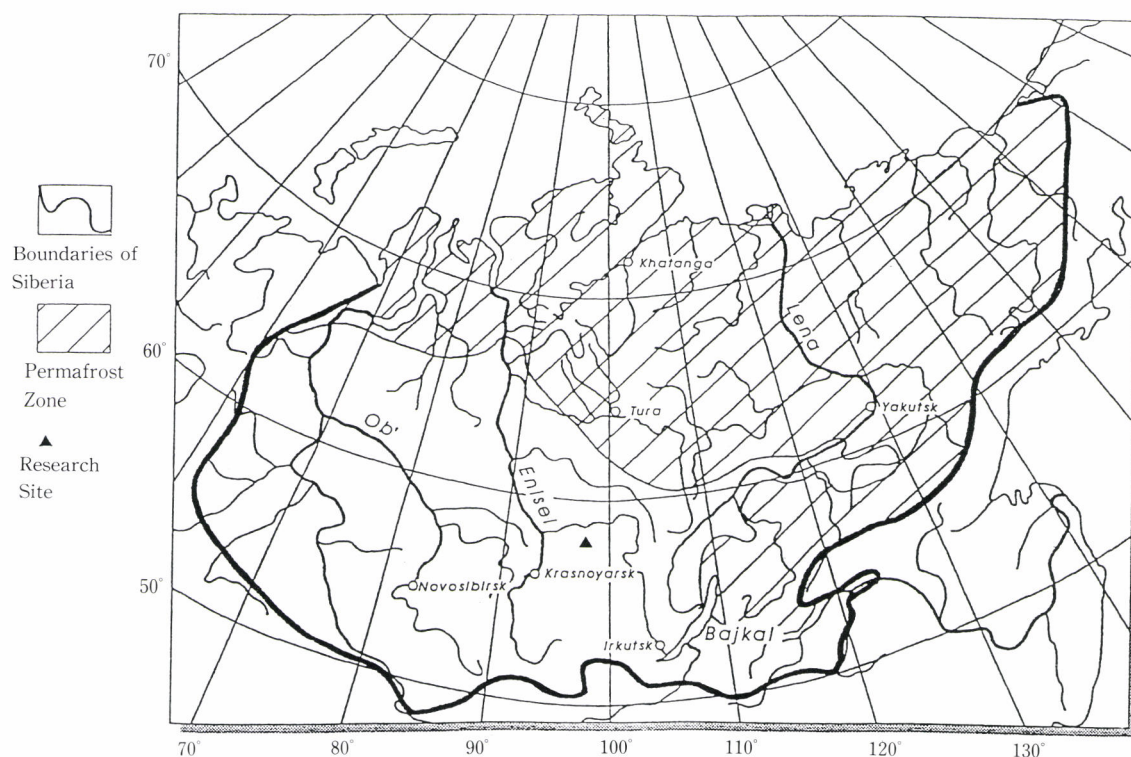 70°
60°
50°
Boundaries of
Siberia
Permafrost
Zone
Research
Site
Khatanga
Lena
Tura
Yakutsk
Ob'
Enisei
Krasnoyarsk
Novosibirsk
Irkutsk
Bajkal
70°
80°
90°
100°
110°
120°
130°